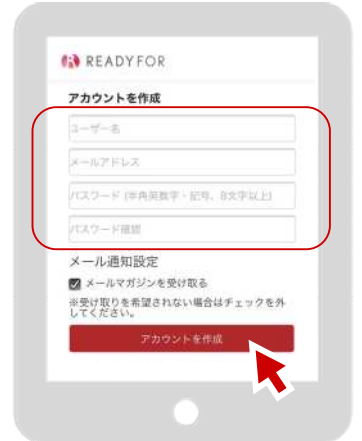 READYFOR
アカウントを作成
ユーザー名
メールアドレス
パスワード (半角英数字・記号、8文字以上)
パスワード確認
メール通知設定
メールマガジンを受け取る
※受け取りを希望されない場合はチェックを外
してください。
アカウントを作成